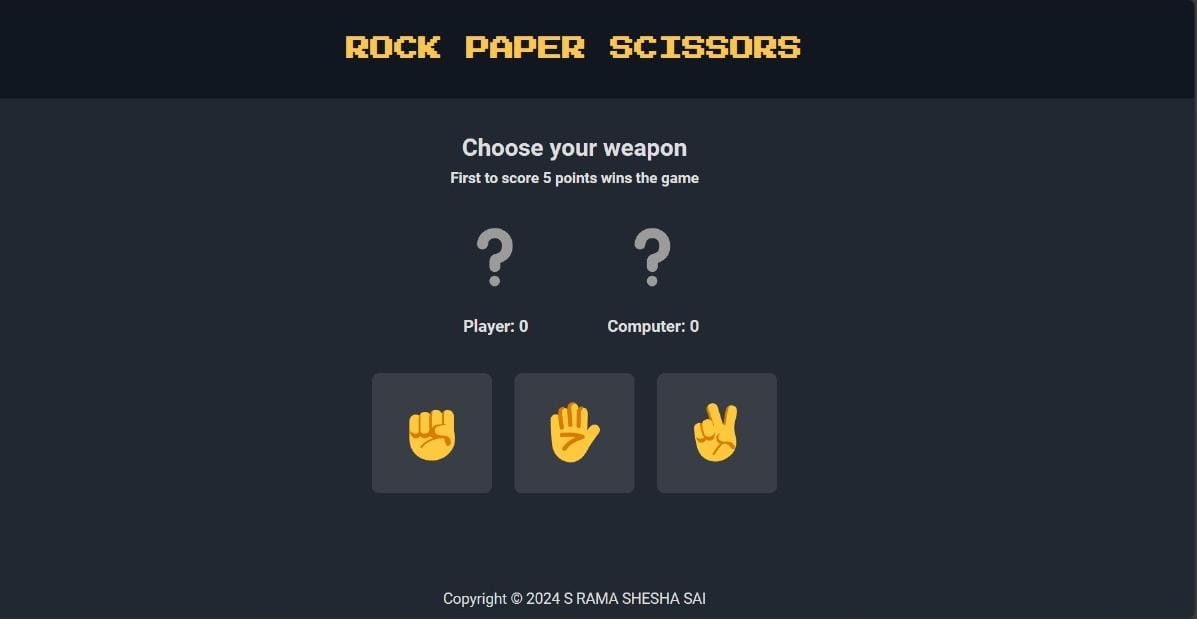 ROCK PAPER SCISSORS
Choose your weapon
First to score 5 points wins the game
? ?
Player: 0 Computer: 0
Copyright © 2024 S RAMA SHESHA SAI